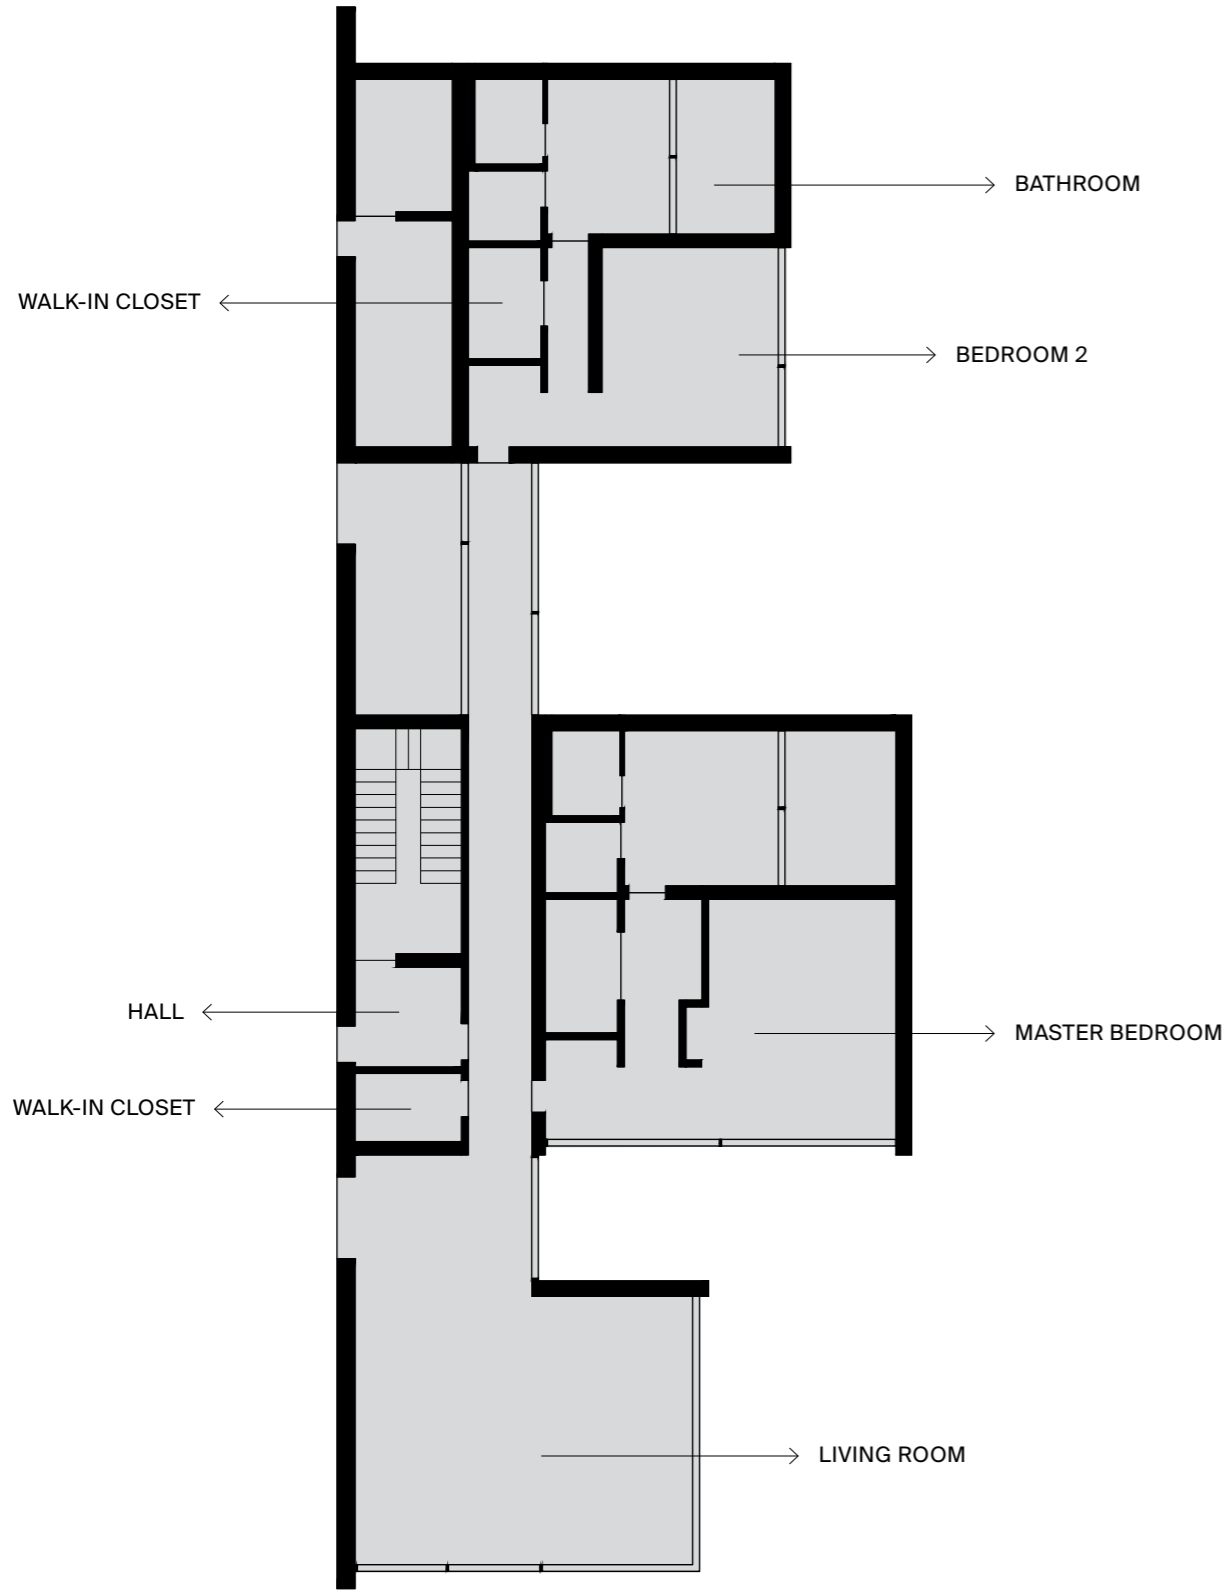 BATHROOM
WALK-IN CLOSET
BEDROOM 2
HALL
MASTER BEDROOM
WALK-IN CLOSET
LIVING ROOM